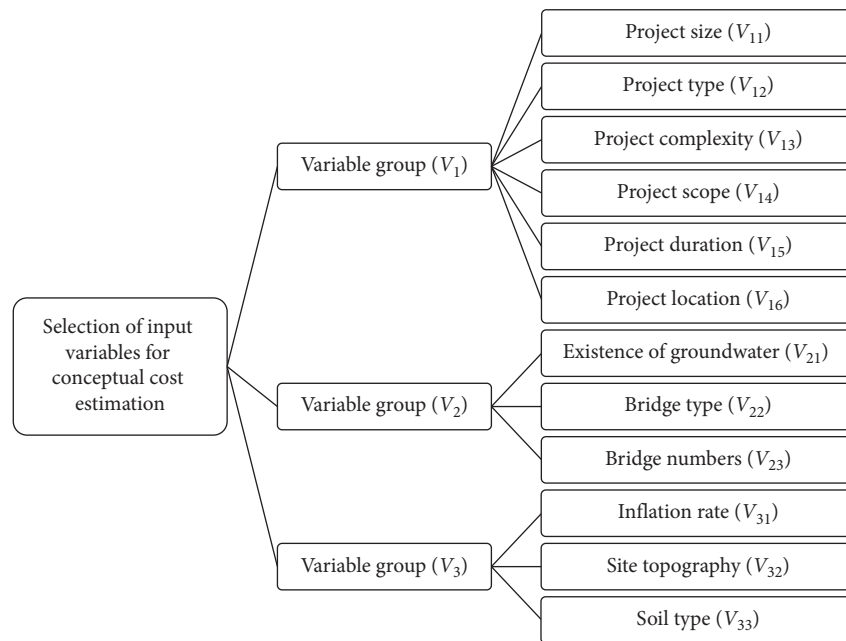 Selection of input
variables for
conceptual cost
estimation
Variable group (V₁)
Project size (V₁₁)
Project type (V₁₂)
Project complexity (V₁₃)
Project scope (V₁₄)
Project duration (V₁₅)
Project location (V₁₆)
Variable group (V₂)
Existence of groundwater (V₂₁)
Bridge type (V₂₂)
Bridge numbers (V₂₃)
Variable group (V₃)
Inflation rate (V₃₁)
Site topography (V₃₂)
Soil type (V₃₃)